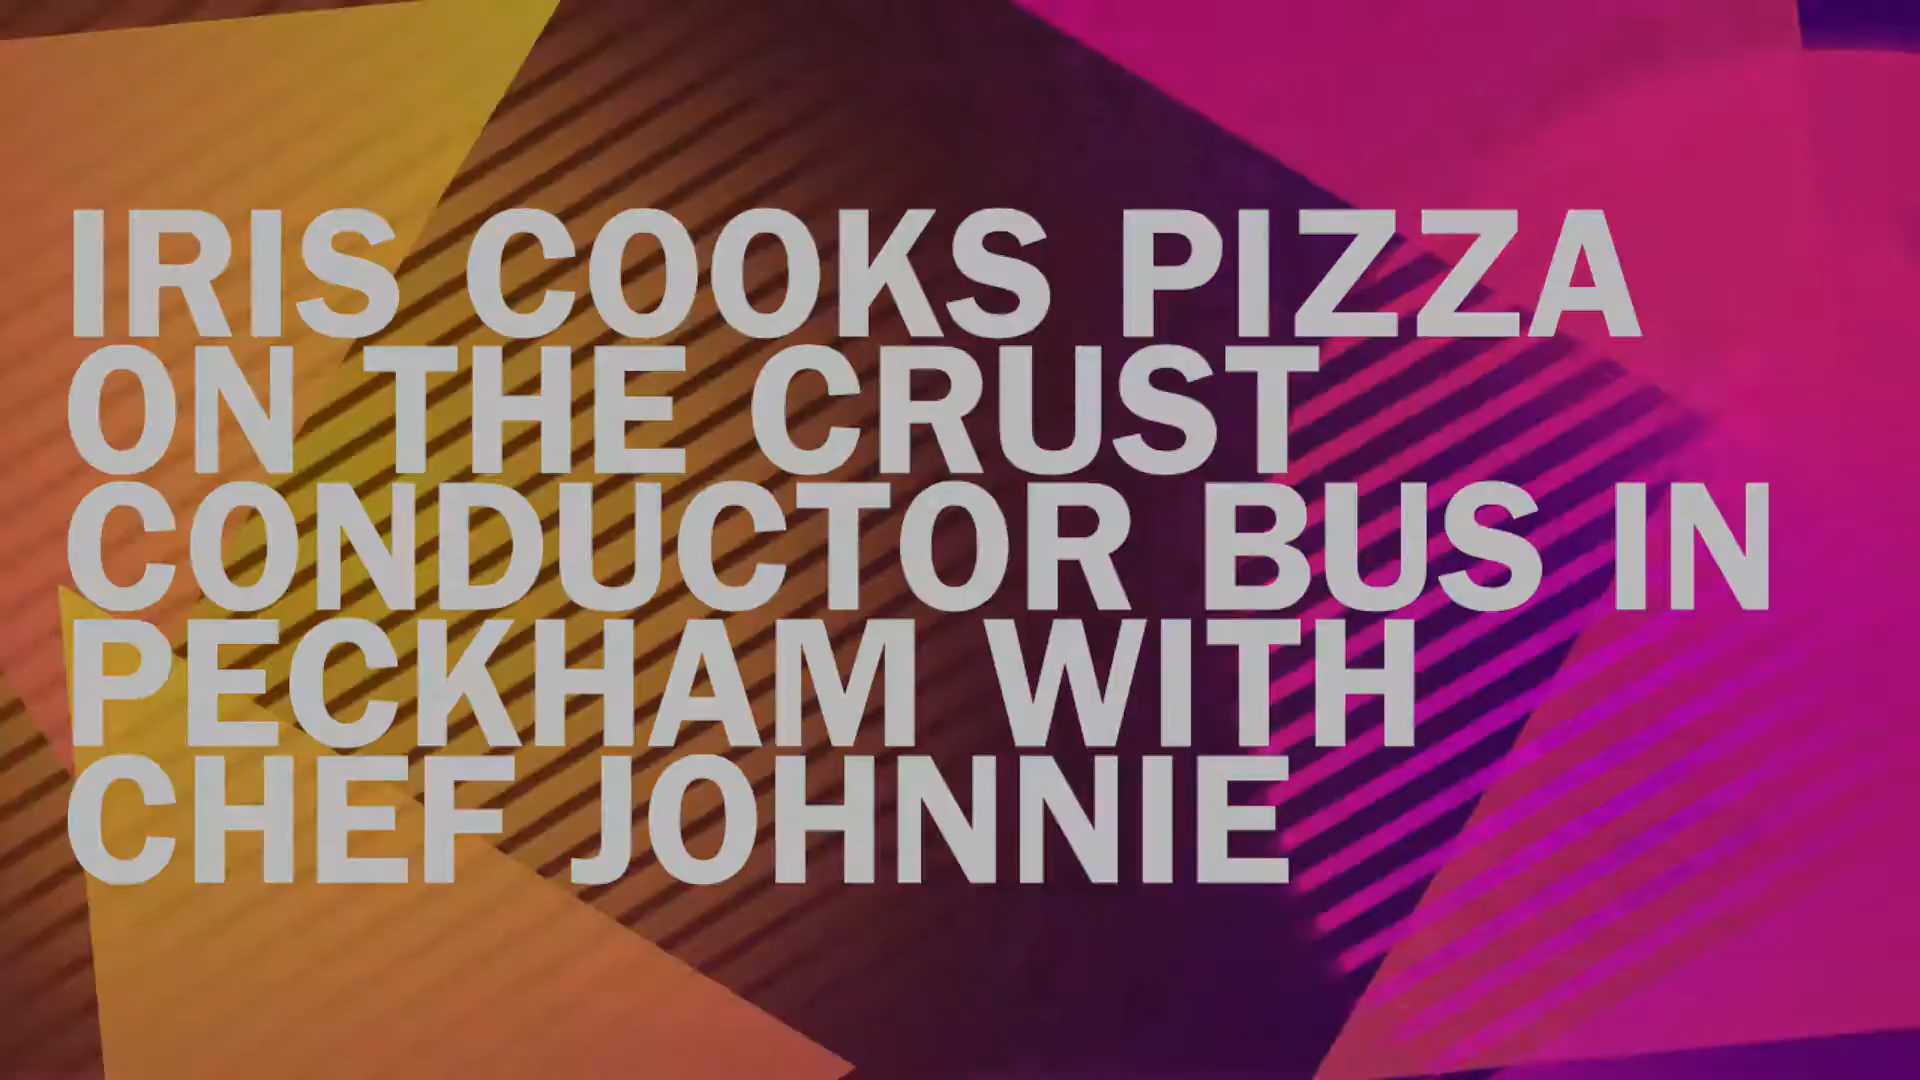 IRIS COOKS PIZZA
ON THE CRUST
CONDUCTOR BUS IN
PECKHAM WITH
CHEF JOHNNIE